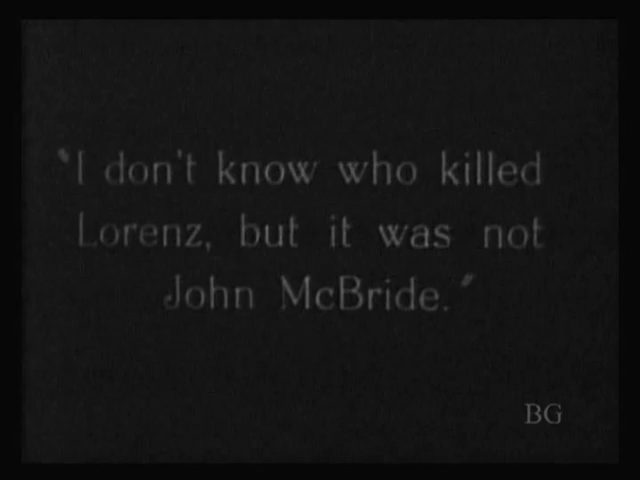 "I don't know who killed
Lorenz, but it was not
John McBride."
BG